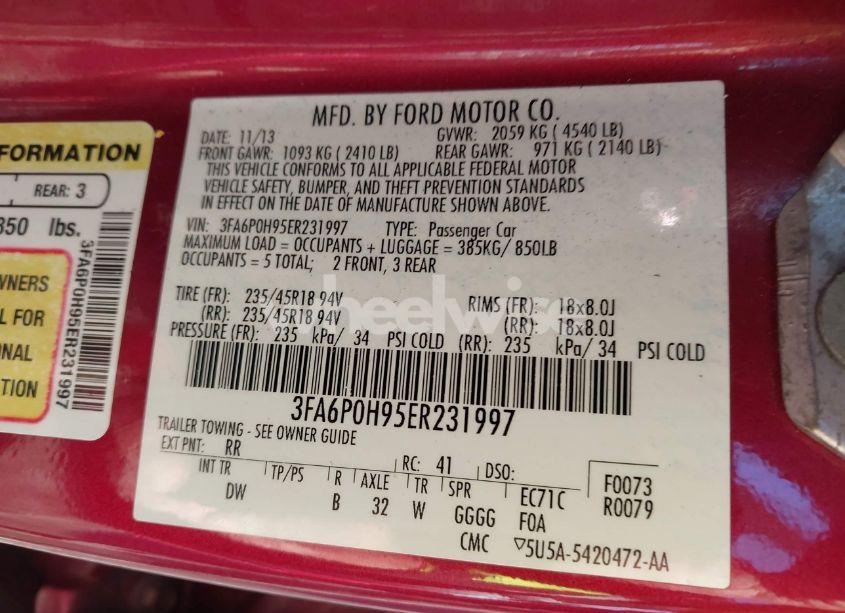 FORMATION
REAR: 3
850 lbs.
WNERS
L FOR
ONAL
TION
3FA6P0H95ER231997
MFD. BY FORD MOTOR CO.
DATE: 11/13 GVWR: 2059 KG ( 4540 LB)
FRONT GAWR: 1093 KG ( 2410 LB) REAR GAWR: 971 KG ( 2140 LB)
THIS VEHICLE CONFORMS TO ALL APPLICABLE FEDERAL MOTOR
VEHICLE SAFETY, BUMPER, AND THEFT PREVENTION STANDARDS
IN EFFECT ON THE DATE OF MANUFACTURE SHOWN ABOVE.
VIN: 3FA6P0H95ER231997 TYPE: Passenger Car
MAXIMUM LOAD = OCCUPANTS + LUGGAGE = 385KG/ 850LB
OCCUPANTS = 5 TOTAL; 2 FRONT, 3 REAR
TIRE (FR): 235/45R18 94V RIMS (FR): 18x8.0J
(RR): 235/45R18 94V (RR): 18x8.0J
PRESSURE (FR): 235 kPa/ 34 PSI COLD (RR): 235 kPa/ 34 PSI COLD
wheelwise
3FA6P0H95ER231997
TRAILER TOWING - SEE OWNER GUIDE
EXT PNT: RR RC: 41 DSO:
INT TR TP/PS R AXLE TR SPR EC71C F0073
DW B 32 W GGGG FOA R0079
CMC ▽5U5A-5420472-AA